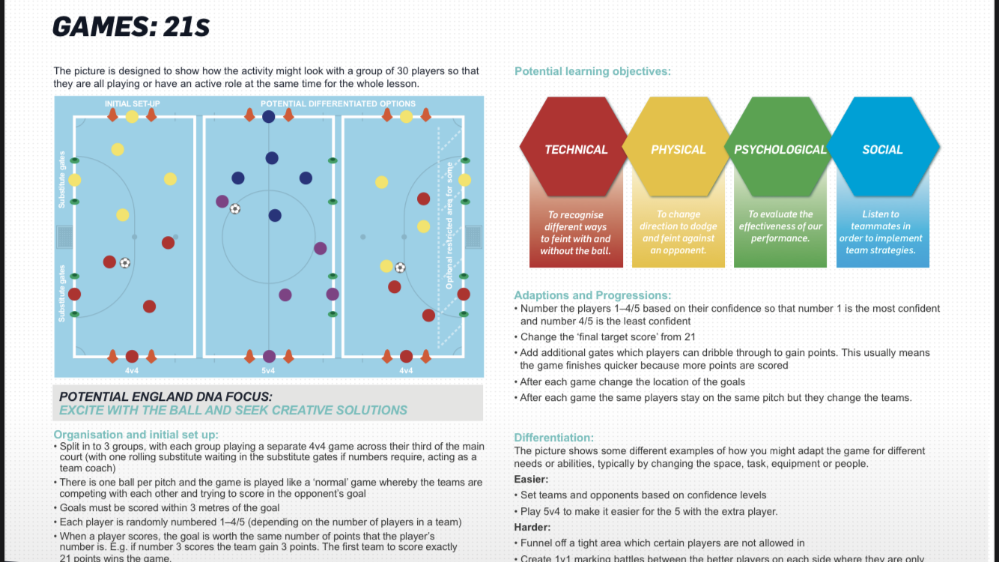 GAMES: 21s
The picture is designed to show how the activity might look with a group of 30 players so that
they are all playing or have an active role at the same time for the whole lesson.
INITIAL SET-UP
POTENTIAL DIFFERENTIATED OPTIONS
Substitute gates
Substitute gates
Optional restricted area for some
4v4
5v4
4v4
POTENTIAL ENGLAND DNA FOCUS:
EXCITE WITH THE BALL AND SEEK CREATIVE SOLUTIONS
Organisation and initial set up:
• Split in to 3 groups, with each group playing a separate 4v4 game across their third of the main
court (with one rolling substitute waiting in the substitute gates if numbers require, acting as a
team coach)
• There is one ball per pitch and the game is played like a ‘normal’ game whereby the teams are
competing with each other and trying to score in the opponent’s goal
• Goals must be scored within 3 metres of the goal
• Each player is randomly numbered 1–4/5 (depending on the number of players in a team)
• When a player scores, the goal is worth the same number of points that the player’s
number is. E.g. if number 3 scores the team gain 3 points. The first team to score exactly
21 points wins the game.
Potential learning objectives:
TECHNICAL
To recognise
different ways
to feint with and
without the ball.
PHYSICAL
To change
direction to dodge
and feint against
an opponent.
PSYCHOLOGICAL
To evaluate the
effectiveness of our
performance.
SOCIAL
Listen to
teammates in
order to implement
team strategies.
Adaptions and Progressions:
• Number the players 1–4/5 based on their confidence so that number 1 is the most confident
and number 4/5 is the least confident
• Change the ‘final target score’ from 21
• Add additional gates which players can dribble through to gain points. This usually means
the game finishes quicker because more points are scored
• After each game change the location of the goals
• After each game the same players stay on the same pitch but they change the teams.
Differentiation:
The picture shows some different examples of how you might adapt the game for different
needs or abilities, typically by changing the space, task, equipment or people.
Easier:
• Set teams and opponents based on confidence levels
• Play 5v4 to make it easier for the 5 with the extra player.
Harder:
• Funnel off a tight area which certain players are not allowed in
• Create 1v1 marking battles between the better players on each side where they are only